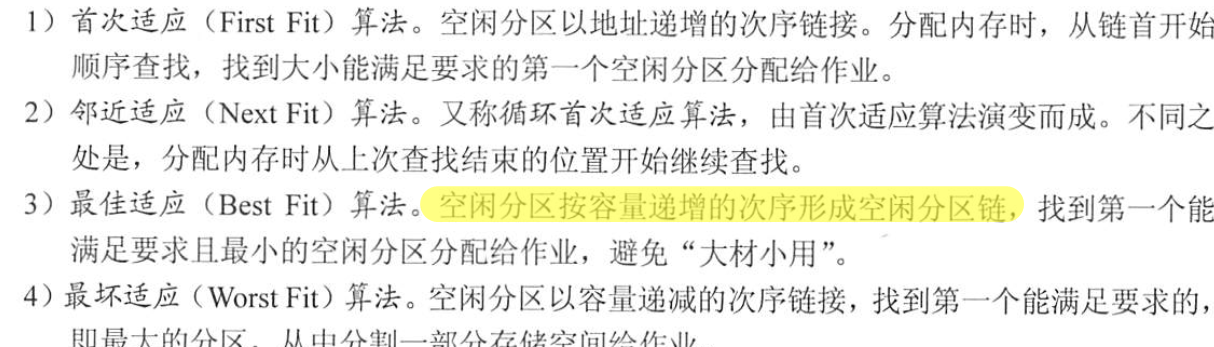 1）首次适应（First Fit）算法。空闲分区以地址递增的次序链接。分配内存时，从链首开始
顺序查找，找到大小能满足要求的第一个空闲分区分配给作业。
2）邻近适应（Next Fit）算法。又称循环首次适应算法，由首次适应算法演变而成。不同之
处是，分配内存时从上次查找结束的位置开始继续查找。
3）最佳适应（Best Fit）算法。空闲分区按容量递增的次序形成空闲分区链，找到第一个能
满足要求且最小的空闲分区分配给作业，避免“大材小用”。
4）最坏适应（Worst Fit）算法。空闲分区以容量递减的次序链接，找到第一个能满足要求的，
即最大的分区，从中分割一部分存储空间给作业。